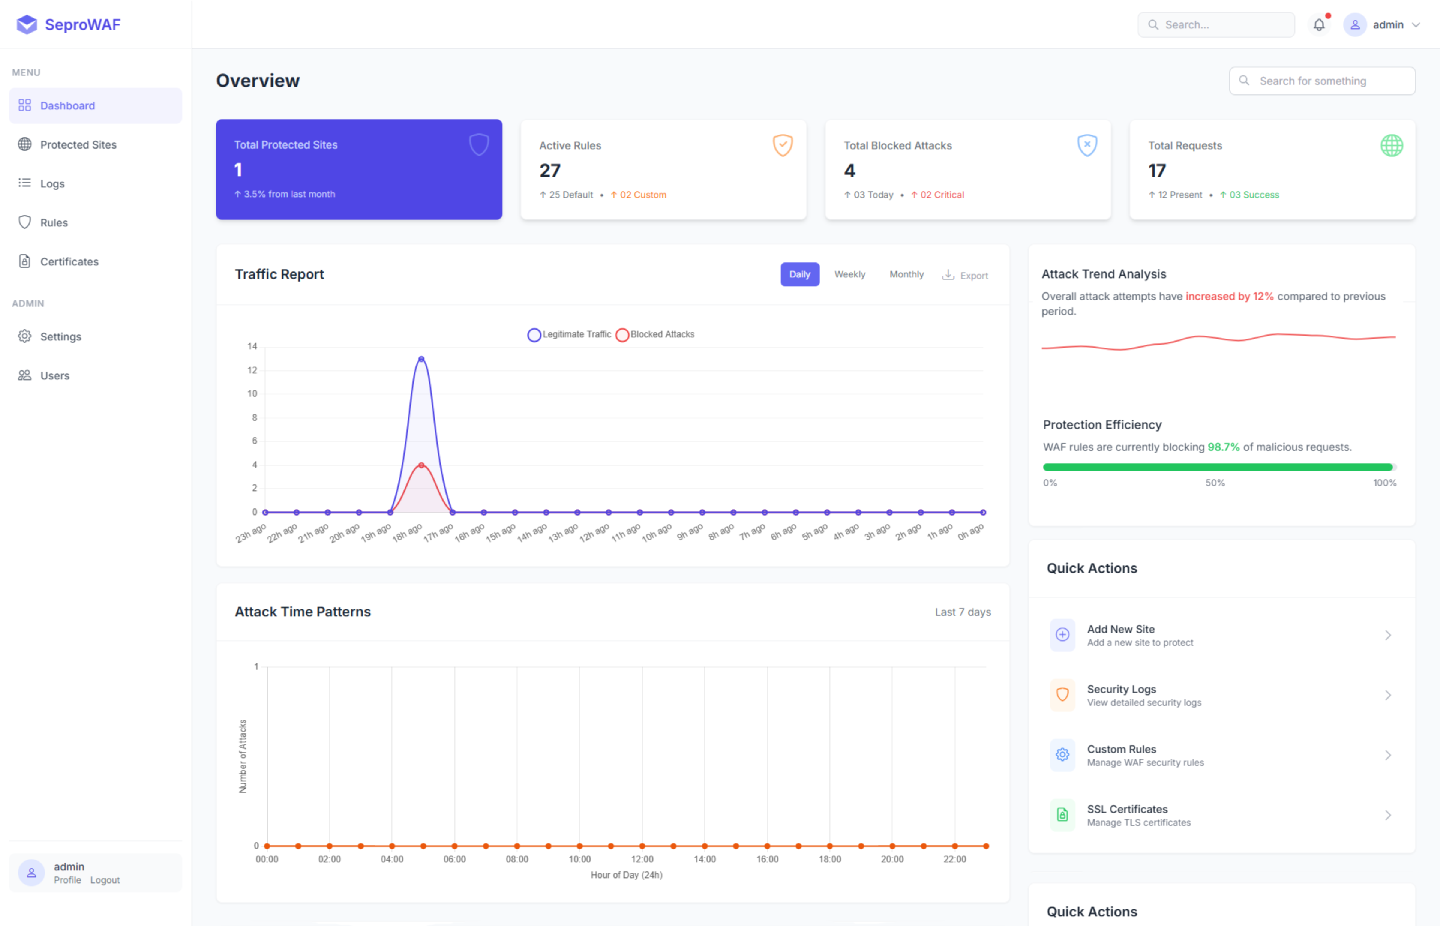 SeproWAF
Search...
admin
MENU
Dashboard
Protected Sites
Logs
Rules
Certificates
ADMIN
Settings
Users
admin
Profile Logout
Overview
Search for something
Total Protected Sites
1
↑ 3.5% from last month
Active Rules
27
↑ 25 Default • ↑ 02 Custom
Total Blocked Attacks
4
↑ 03 Today • ↑ 02 Critical
Total Requests
17
↑ 12 Present • ↑ 03 Success
Traffic Report
Daily Weekly Monthly Export
Legitimate Traffic Blocked Attacks
14
12
10
8
6
4
2
0
23h ago 22h ago 21h ago 20h ago 19h ago 18h ago 17h ago 16h ago 15h ago 14h ago 13h ago 12h ago 11h ago 10h ago 9h ago 8h ago 7h ago 6h ago 5h ago 4h ago 3h ago 2h ago 1h ago 0h ago
Attack Time Patterns
Last 7 days
Number of Attacks
1
0
00:00 02:00 04:00 06:00 08:00 10:00 12:00 14:00 16:00 18:00 20:00 22:00
Hour of Day (24h)
Attack Trend Analysis
Overall attack attempts have increased by 12% compared to previous
period.
Protection Efficiency
WAF rules are currently blocking 98.7% of malicious requests.
0% 50% 100%
Quick Actions
Add New Site
Add a new site to protect
Security Logs
View detailed security logs
Custom Rules
Manage WAF security rules
SSL Certificates
Manage TLS certificates
Quick Actions